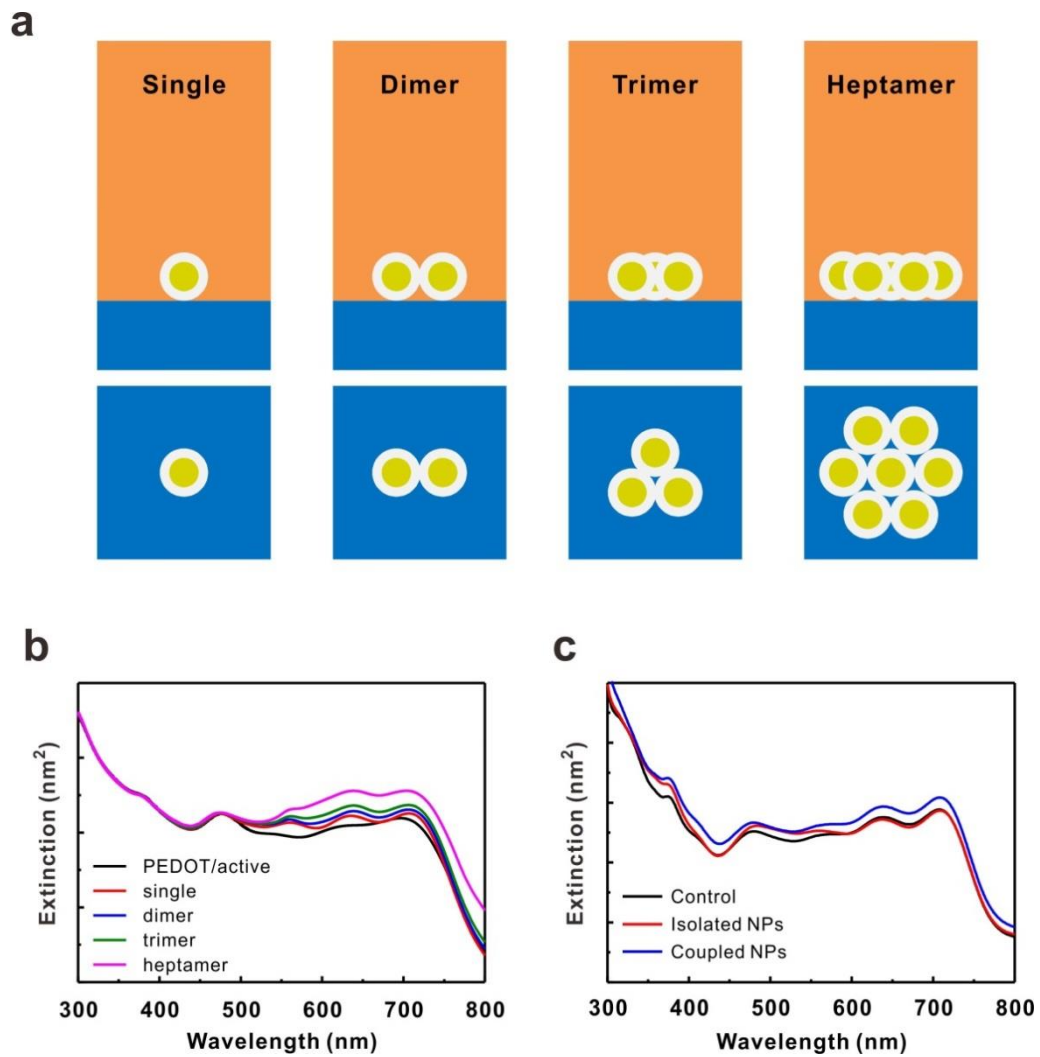 a
Single
Dimer
Trimer
Heptamer
b
Extinction (nm²)
PEDOT/active
single
dimer
trimer
heptamer
300 400 500 600 700 800
Wavelength (nm)
c
Extinction (nm²)
Control
Isolated NPs
Coupled NPs
300 400 500 600 700 800
Wavelength (nm)